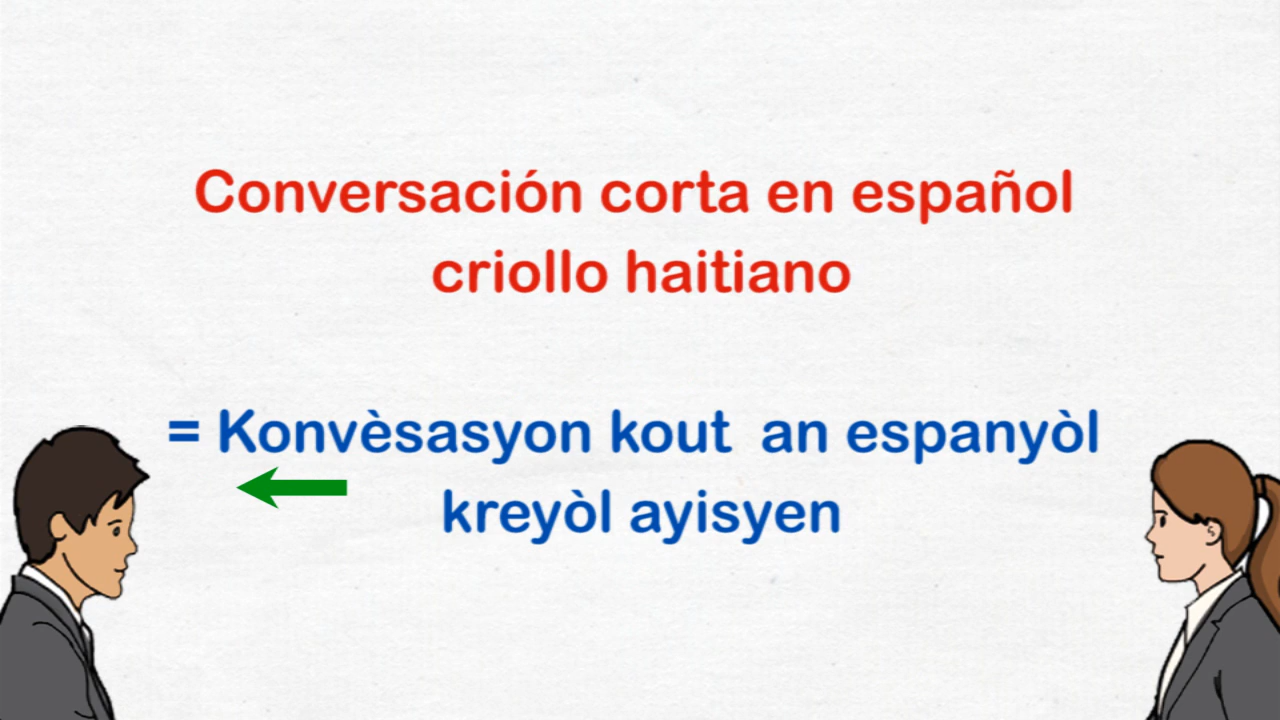 Conversación corta en español
criollo haitiano
= Konvèsasyon kout an espanyòl
kreyòl ayisyen